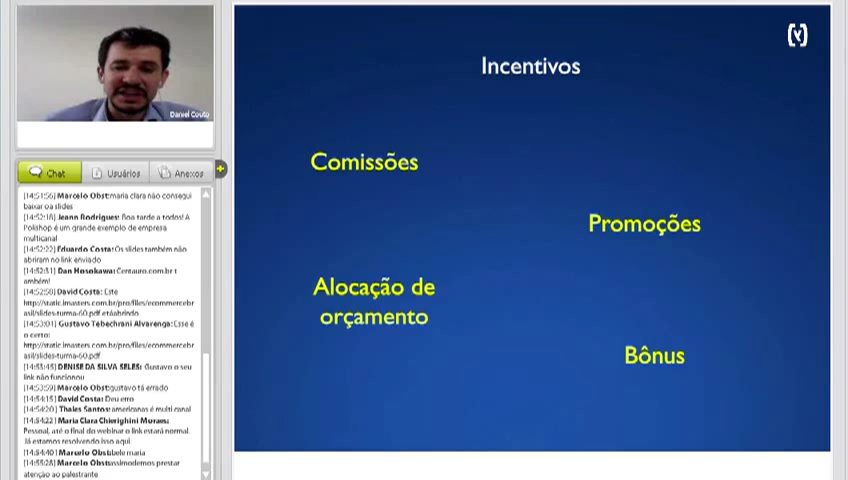 Daniel Couto
Chat
Usuários
Anexos
[14:51:56] Marcelo Obst:maria clara não consegui
baixar oa slides
[14:52:18] Jeann Rodrigues: Boa tarde a todos! A
Polishop é um grande exemplo de empresa
multicanal
[14:52:22] Eduardo Costa: Os slides também não
abriram no link enviado
[14:52:31] Dan Hosokawa: Centauro.com.br t
ambém!
[14:52:50] David Costa: Este
http://static.imasters.com.br/pro/files/ecommercebr
asil/slides-turma-60.pdf etáabrindo
[14:53:01] Gustavo Tebechrani Alvarenga: Esse é
o certo:
http://static.imasters.com.br/pro/files/ecommercebr
asil/slides-turma-60.pdf
[14:53:45] DENISE DA SILVA SELES: Gustavo o seu
link não funcionou
[14:53:59] Marcelo Obst:gustavo tá errado
[14:54:15] David Costa: Deu erro
[14:54:20] Thales Santos: americanas é multi canal
[14:54:22] Maria Clara Chierighini Moraes:
Pessoal, até o final do webinar o link estará normal.
Já estamos resolvendo isso aqui.
[14:54:40] Marcelo Obst:bele maria
[14:55:28] Marcelo Obst:assimodemos prestar
atenção ao palestrante
Incentivos
Comissões
Promoções
Alocação de
orçamento
Bônus